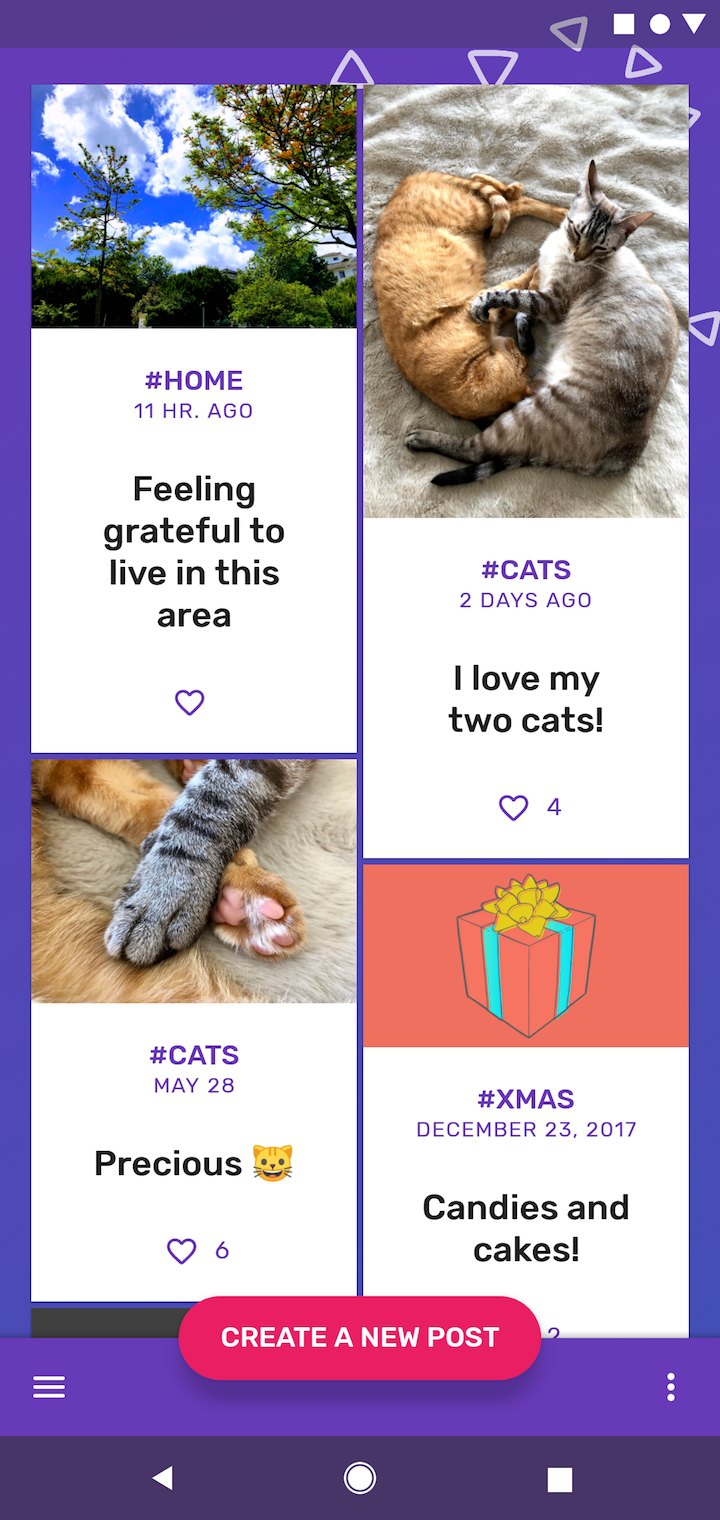 #HOME
11 HR. AGO
Feeling
grateful to
live in this
area
#CATS
2 DAYS AGO
I love my
two cats!
4
#CATS
MAY 28
Precious 😺
6
#XMAS
DECEMBER 23, 2017
Candies and
cakes!
2
CREATE A NEW POST